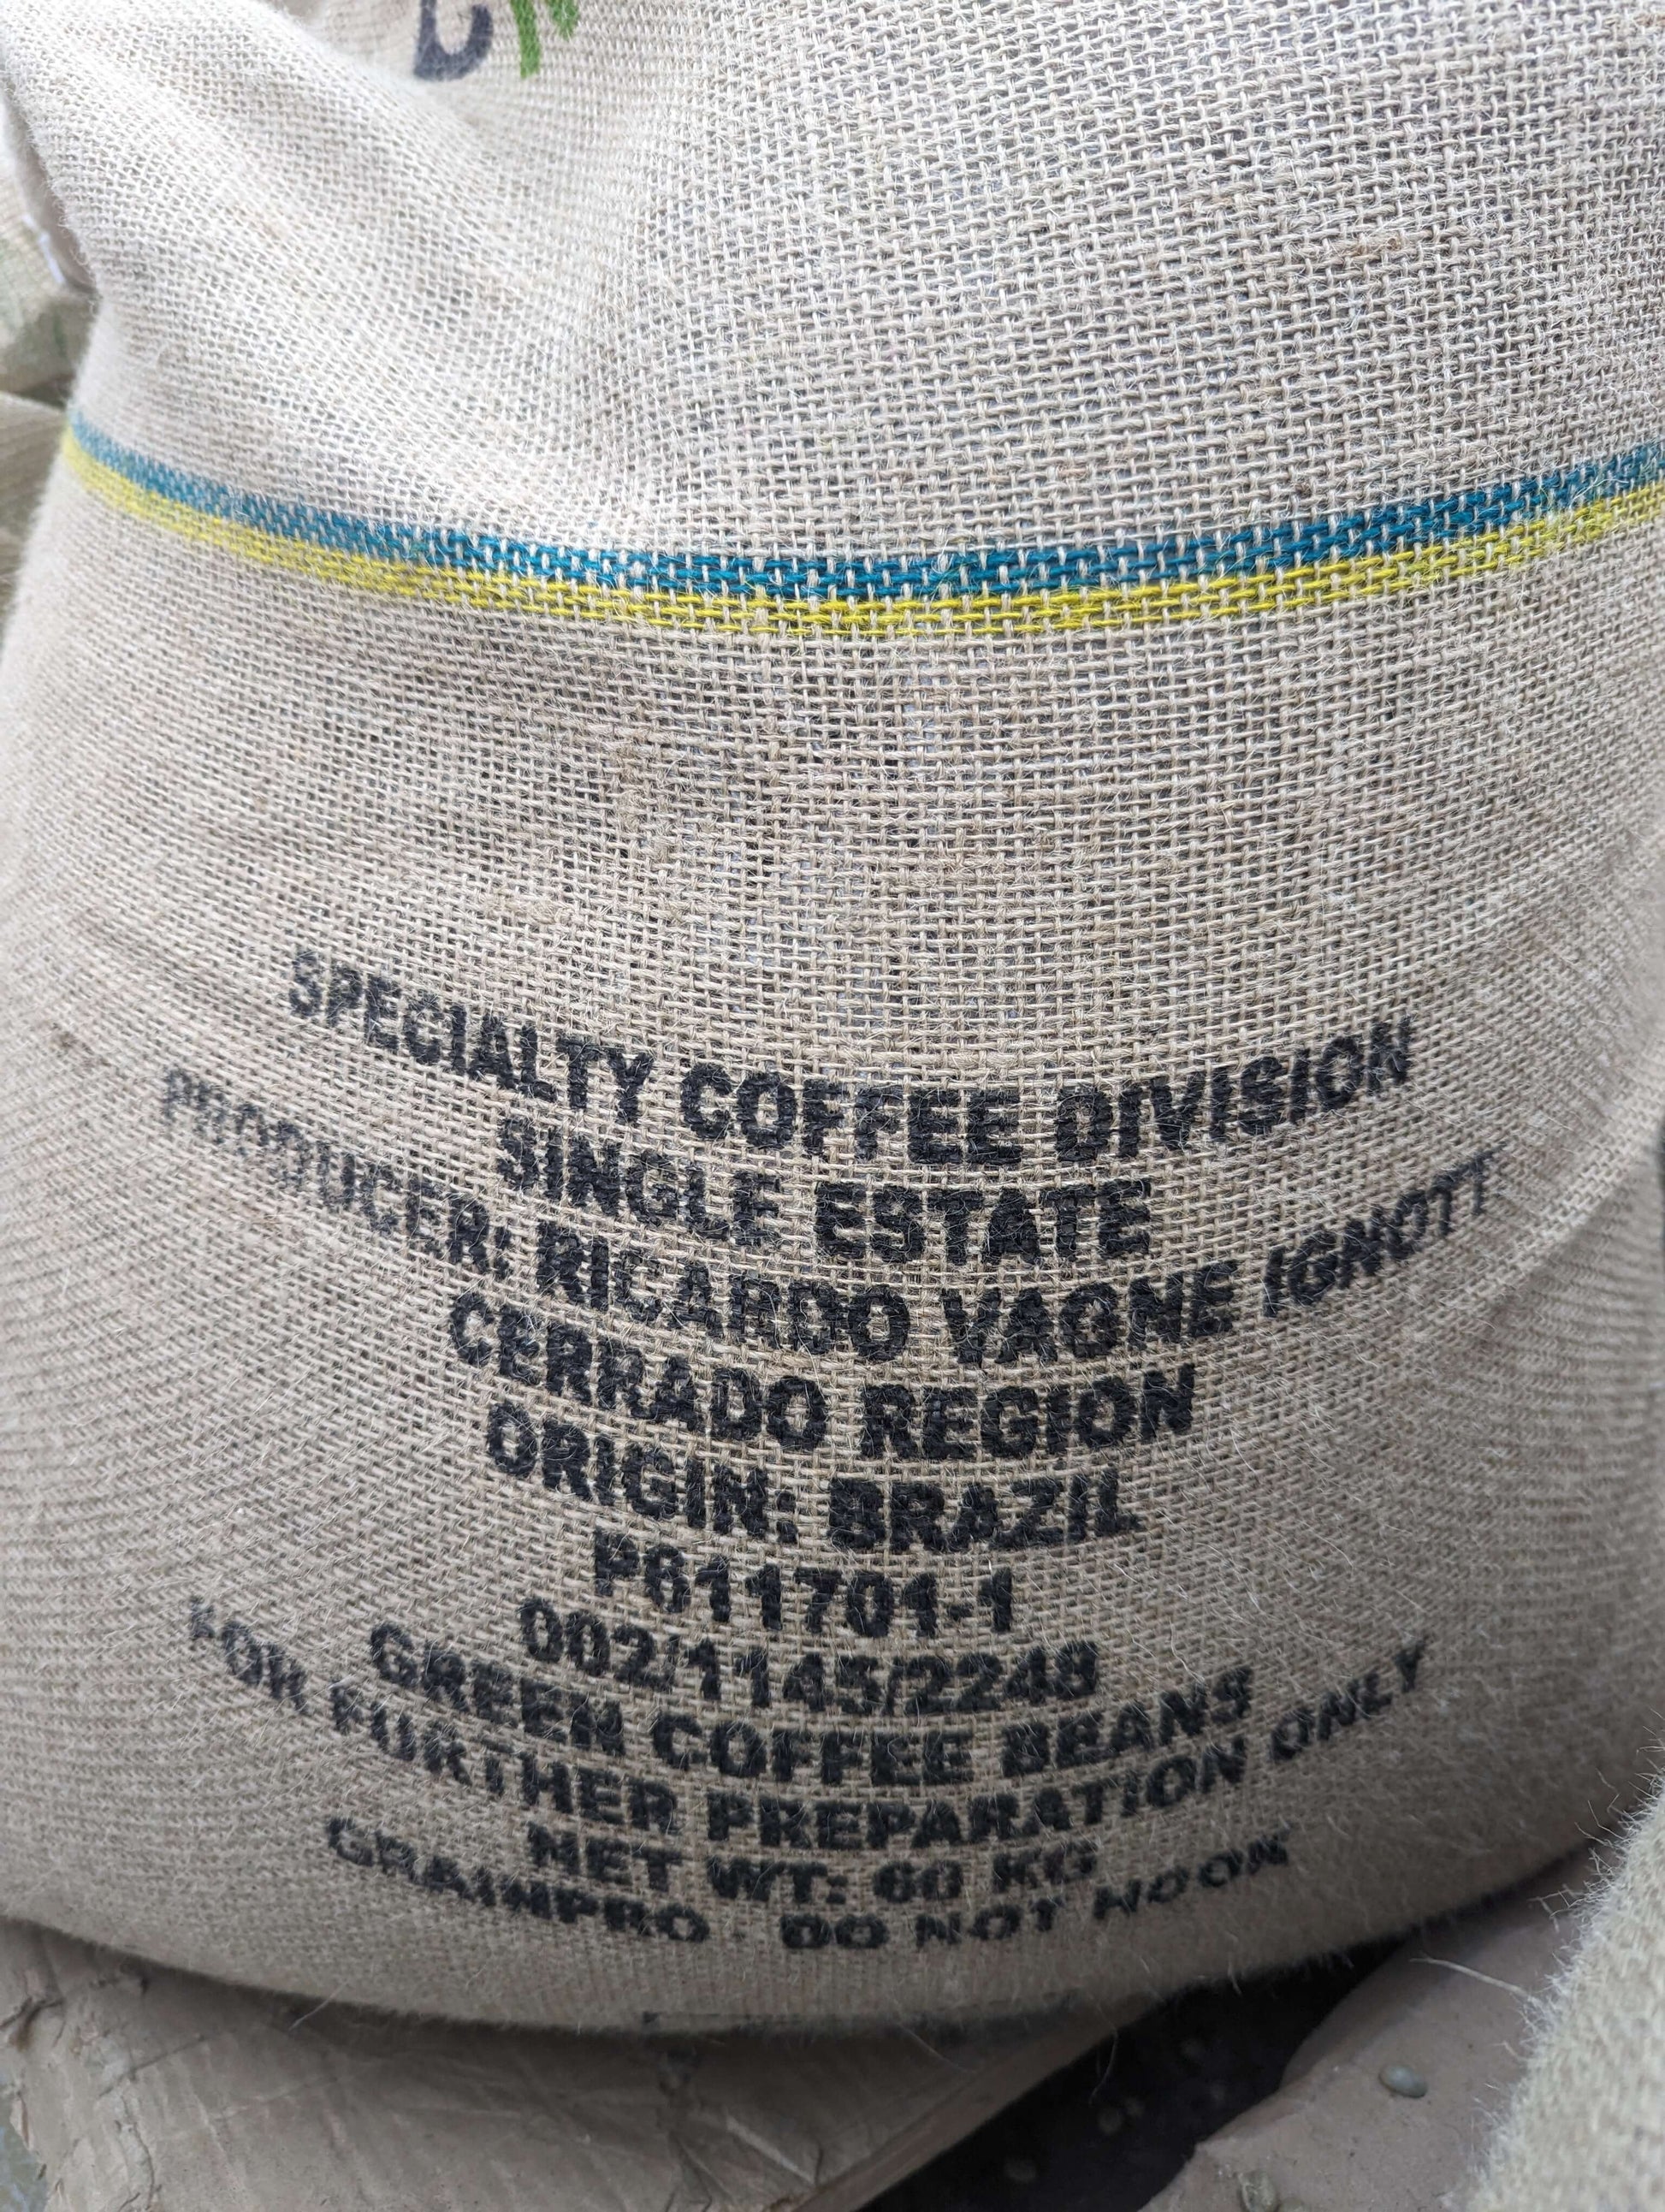 SPECIALTY COFFEE DIVISION
SINGLE ESTATE
PRODUCER: RICARDO VAGNE IGNOTT
CERRADO REGION
ORIGIN: BRAZIL
P611701-1
002/1145/2248
GREEN COFFEE BEANS
FOR FURTHER PREPARATION ONLY
NET WT: 60 KG
GRAINPRO - DO NOT HOOK